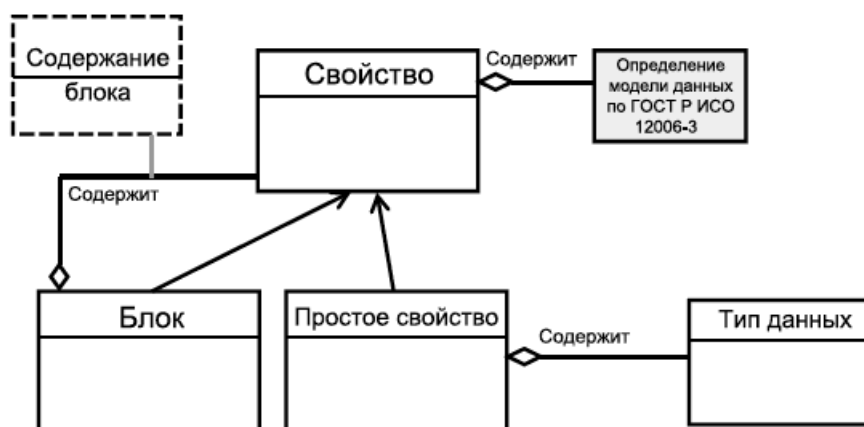 Содержание
блока
Свойство
Содержит
Определение
модели данных
по ГОСТ Р ИСО
12006-3
Содержит
Блок
Простое свойство
Содержит
Тип данных